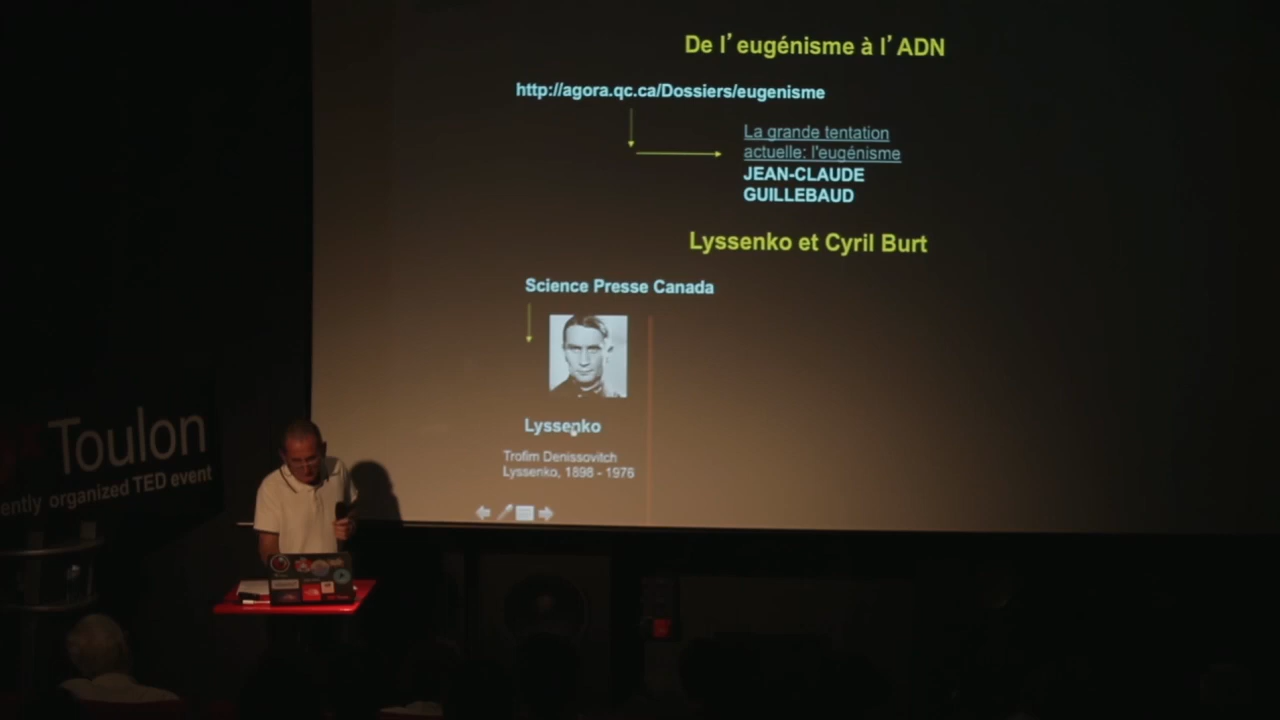 De l’eugénisme à l’ADN
http://agora.qc.ca/Dossiers/eugenisme
La grande tentation
actuelle: l'eugénisme
JEAN-CLAUDE
GUILLEBAUD
Lyssenko et Cyril Burt
Science Presse Canada
Lyssenko
Trofim Denissovitch
Lyssenko, 1898 - 1976
Toulon
ently organized TED event